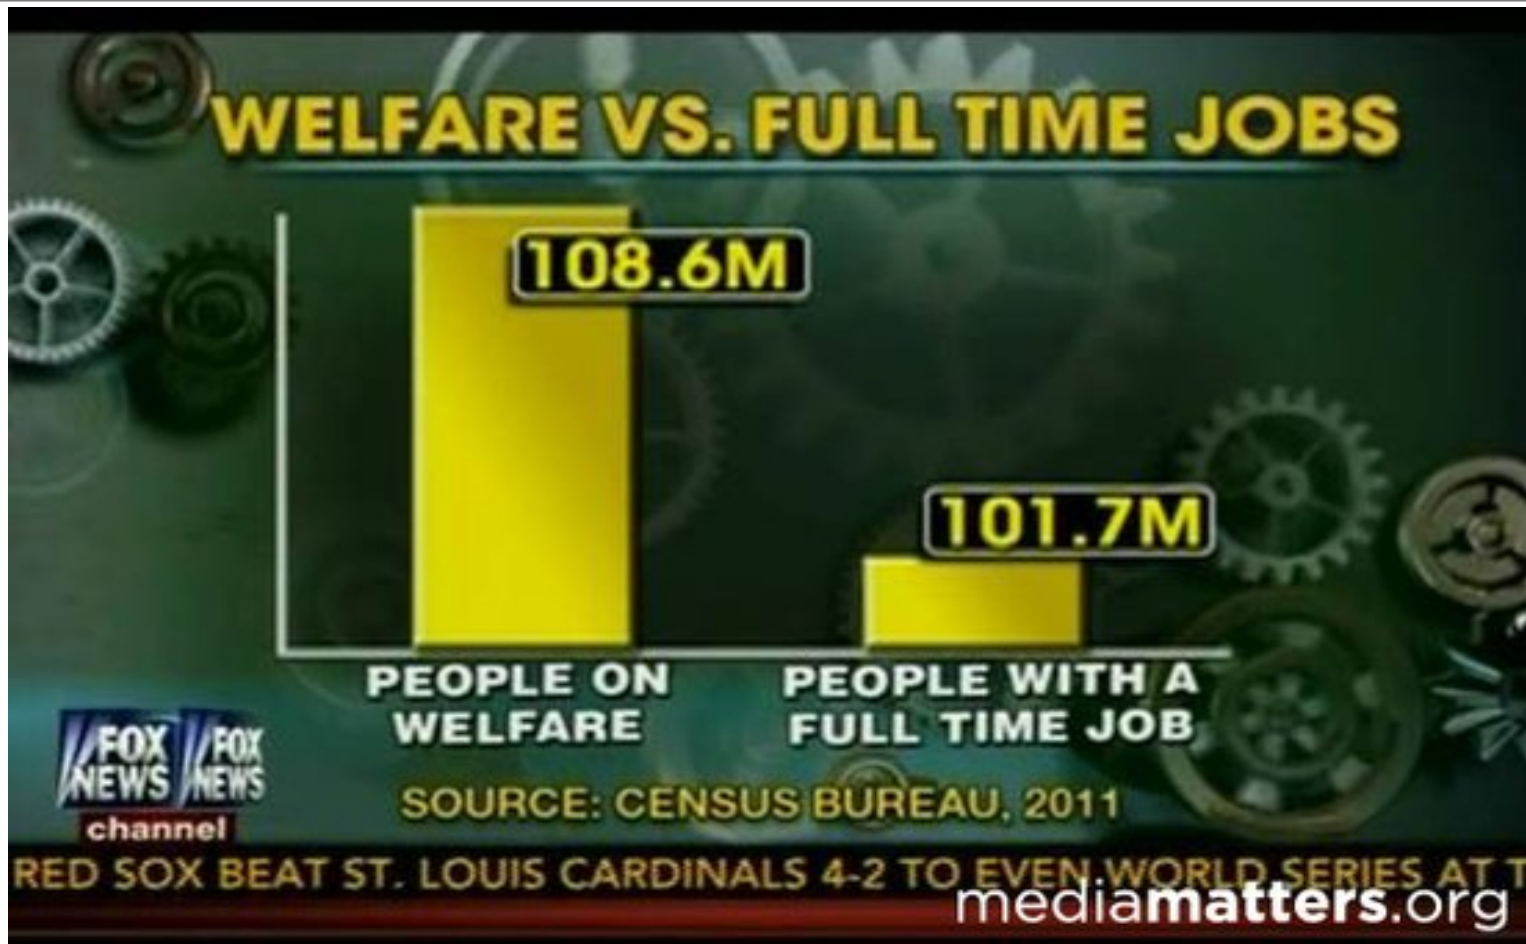 WELFARE VS. FULL TIME JOBS
108.6M
101.7M
PEOPLE ON
WELFARE
PEOPLE WITH A
FULL TIME JOB
SOURCE: CENSUS BUREAU, 2011
FOX FOX
NEWS NEWS
channel
RED SOX BEAT ST. LOUIS CARDINALS 4-2 TO EVEN WORLD SERIES AT T
mediamatters.org